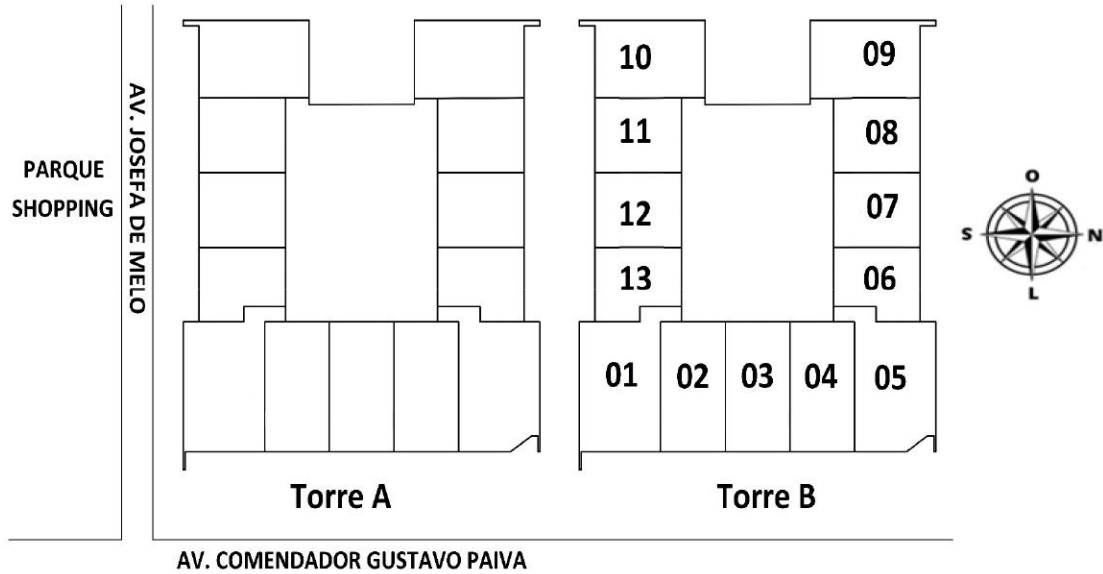 PARQUE
SHOPPING
AV. JOSEFA DE MELO
10
11
12
13
09
08
07
06
01
02
03
04
05
O
S
N
L
Torre A
Torre B
AV. COMENDADOR GUSTAVO PAIVA